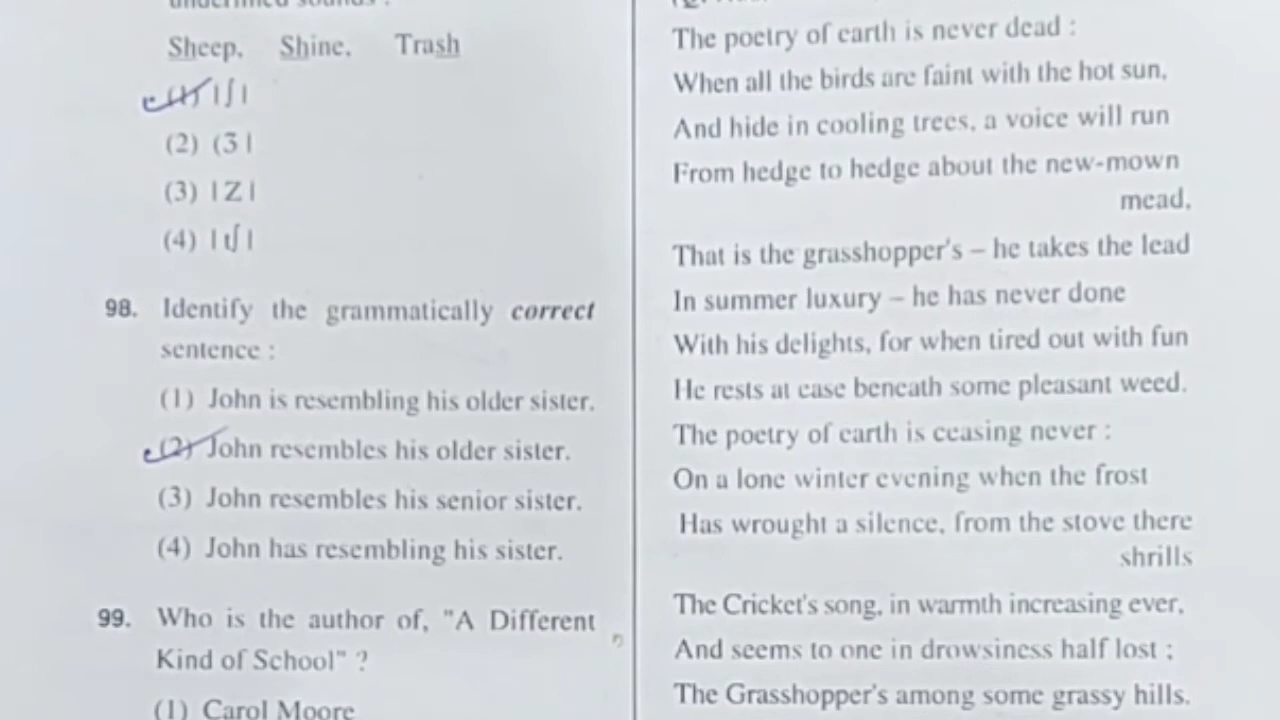 underlined sounds :
Sheep, Shine, Trash
(1) | ʃ |
(2) (3 |
(3) | Z |
(4) | tʃ |
98. Identify the grammatically correct
sentence :
(1) John is resembling his older sister.
(2) John resembles his older sister.
(3) John resembles his senior sister.
(4) John has resembling his sister.
99. Who is the author of, "A Different
Kind of School" ?
(1) Carol Moore
The poetry of earth is never dead :
When all the birds are faint with the hot sun,
And hide in cooling trees, a voice will run
From hedge to hedge about the new-mown
mead,
That is the grasshopper's – he takes the lead
In summer luxury – he has never done
With his delights, for when tired out with fun
He rests at ease beneath some pleasant weed.
The poetry of earth is ceasing never :
On a lone winter evening when the frost
Has wrought a silence, from the stove there
shrills
The Cricket's song, in warmth increasing ever,
And seems to one in drowsiness half lost ;
The Grasshopper's among some grassy hills.